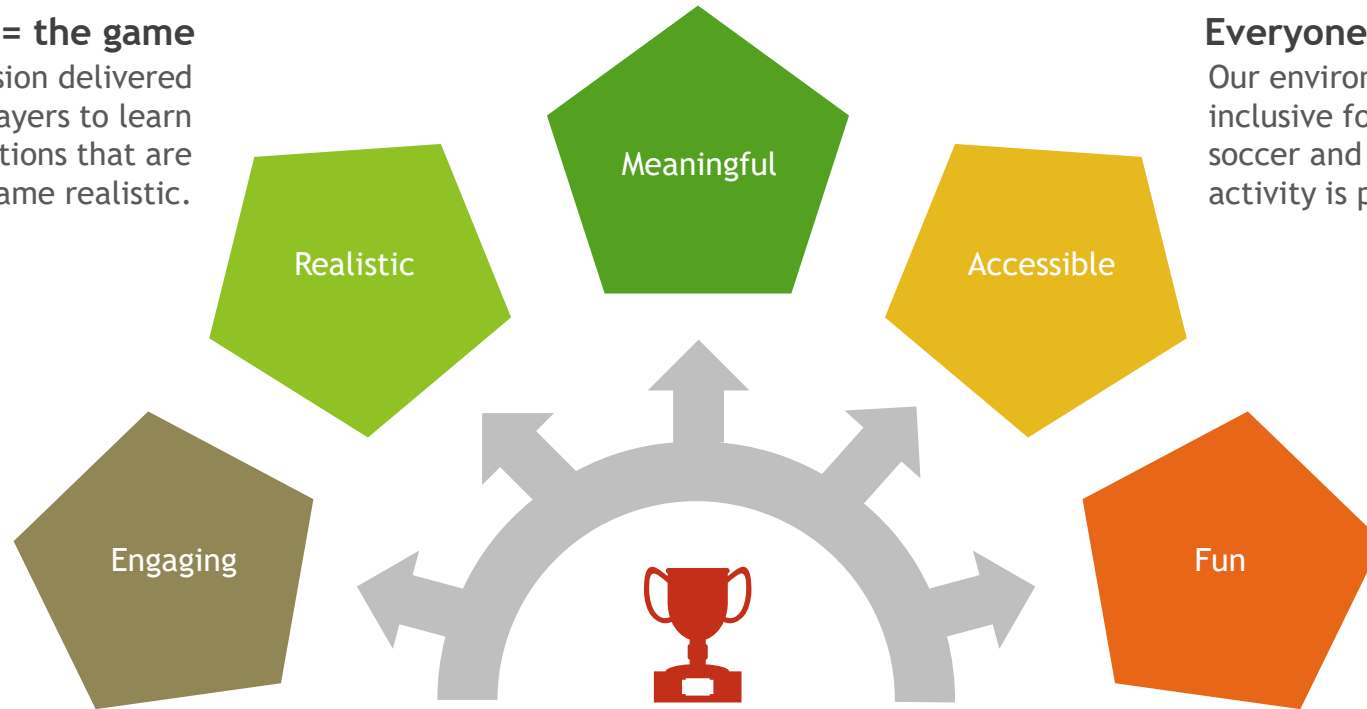 = the game
sion delivered
ayers to learn
tions that are
ame realistic.
Everyone
Our environ
inclusive fo
soccer and
activity is p
Meaningful
Realistic
Accessible
Engaging
Fun